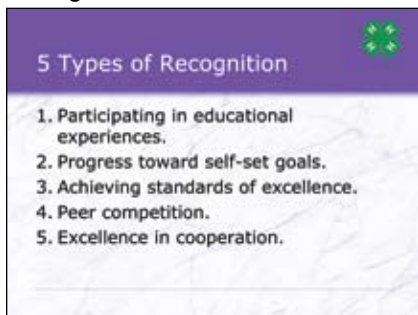 5 Types of Recognition
1. Participating in educational
experiences.
2. Progress toward self-set goals.
3. Achieving standards of excellence.
4. Peer competition.
5. Excellence in cooperation.